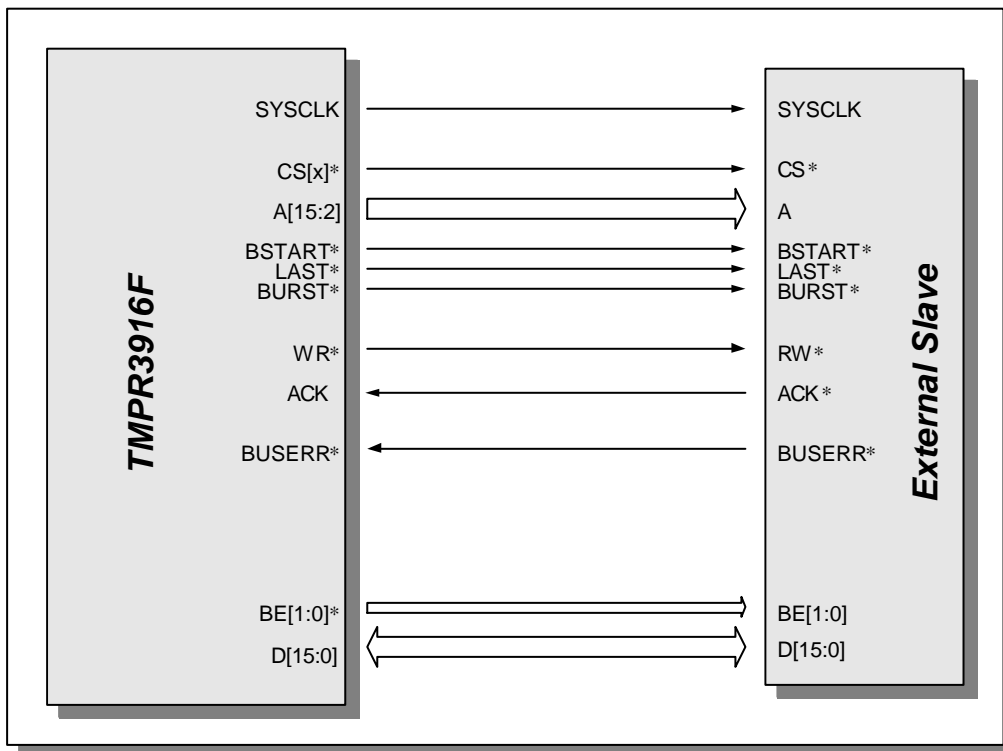 TMPR3916F
SYSCLK
CS[x]*
A[15:2]
BSTART*
LAST*
BURST*
WR*
ACK
BUSERR*
BE[1:0]*
D[15:0]
SYSCLK
CS*
A
BSTART*
LAST*
BURST*
RW*
ACK*
BUSERR*
BE[1:0]
D[15:0]
External Slave